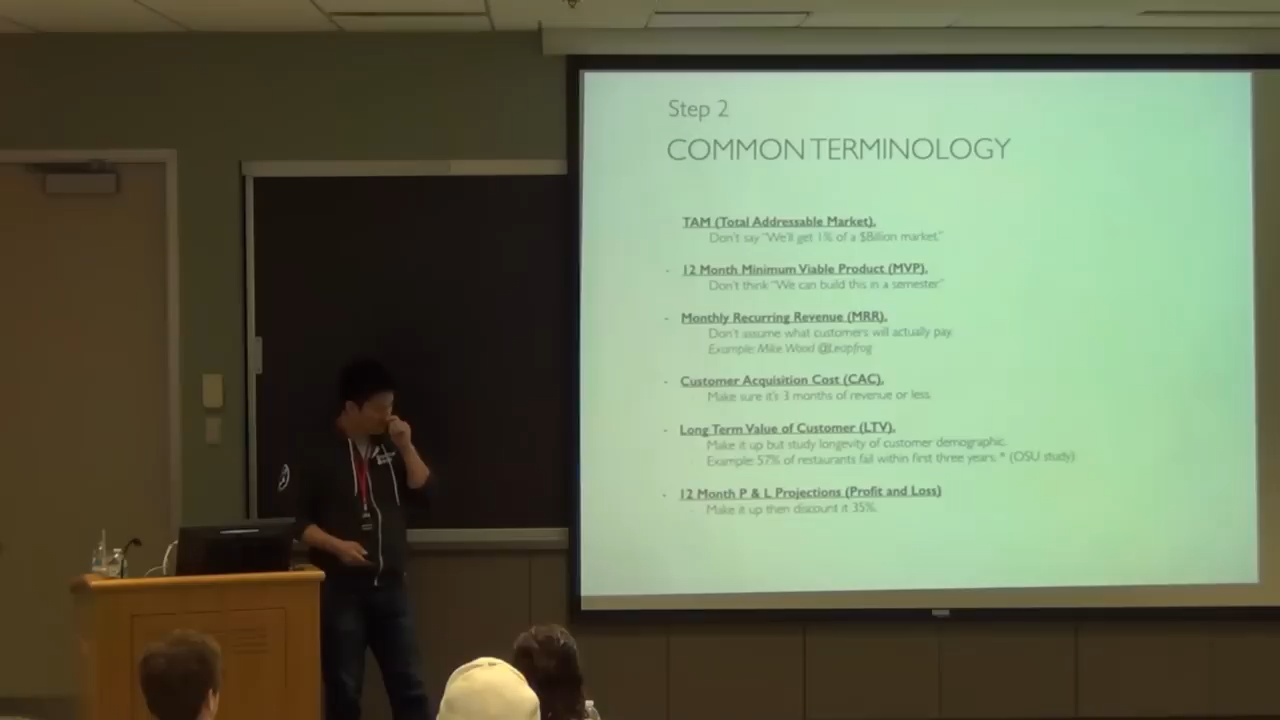 Step 2
COMMON TERMINOLOGY
TAM (Total Addressable Market).
Don't say "We'll get 1% of a $Billion market."
- 12 Month Minimum Viable Product (MVP).
Don't think "We can build this in a semester."
- Monthly Recurring Revenue (MRR).
Don't assume what customers will actually pay.
Example: Mike Wood @Leapfrog
- Customer Acquisition Cost (CAC).
Make sure it's 3 months of revenue or less.
- Long Term Value of Customer (LTV).
Make it up but study longevity of customer demographic.
Example: 57% of restaurants fail within first three years. * (OSU study)
- 12 Month P & L Projections (Profit and Loss)
Make it up then discount it 35%.